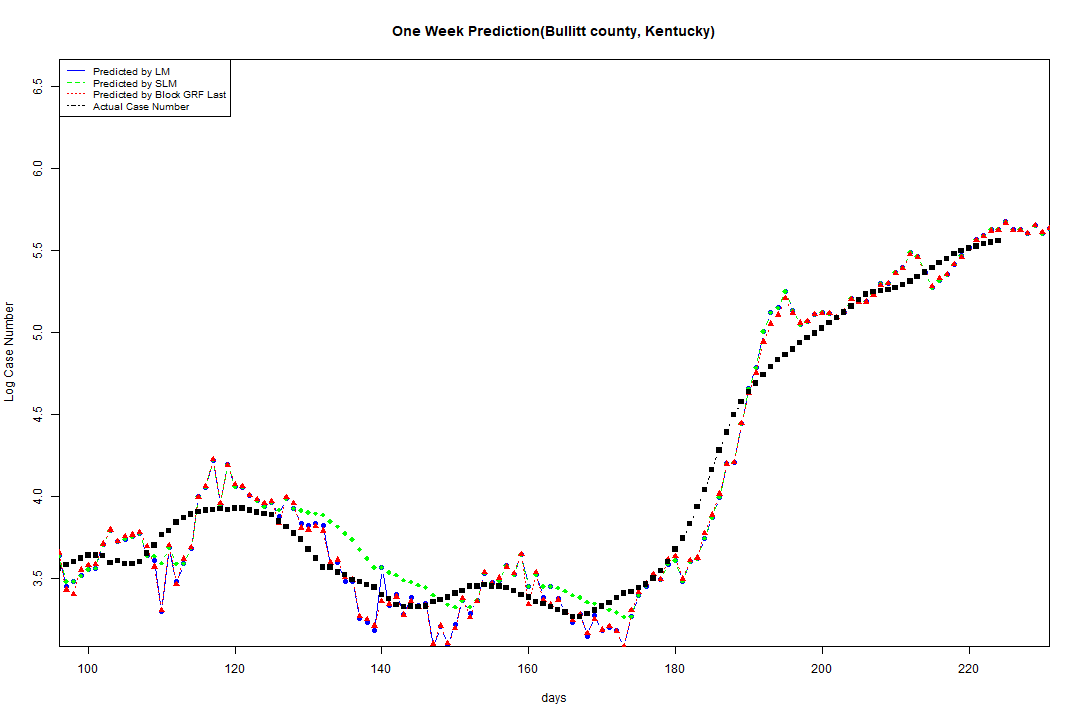 One Week Prediction(Bullitt county, Kentucky)
Predicted by LM
Predicted by SLM
Predicted by Block GRF Last
Actual Case Number
6.5
6.0
5.5
5.0
4.5
4.0
3.5
Log Case Number
100 120 140 160 180 200 220
days